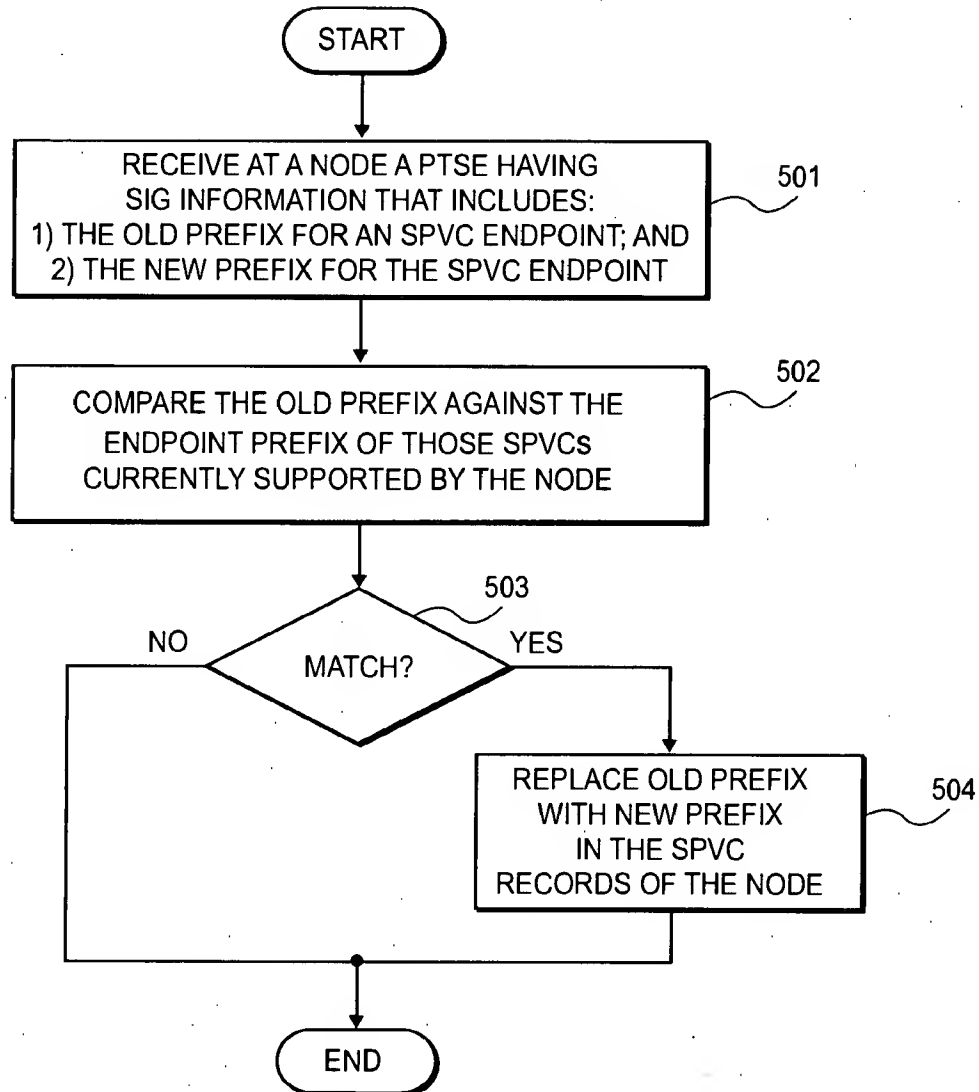 START
RECEIVE AT A NODE A PTSE HAVING
SIG INFORMATION THAT INCLUDES:
1) THE OLD PREFIX FOR AN SPVC ENDPOINT; AND
2) THE NEW PREFIX FOR THE SPVC ENDPOINT
501
COMPARE THE OLD PREFIX AGAINST THE
ENDPOINT PREFIX OF THOSE SPVCs
CURRENTLY SUPPORTED BY THE NODE
502
503
NO
MATCH?
YES
REPLACE OLD PREFIX
WITH NEW PREFIX
IN THE SPVC
RECORDS OF THE NODE
504
END